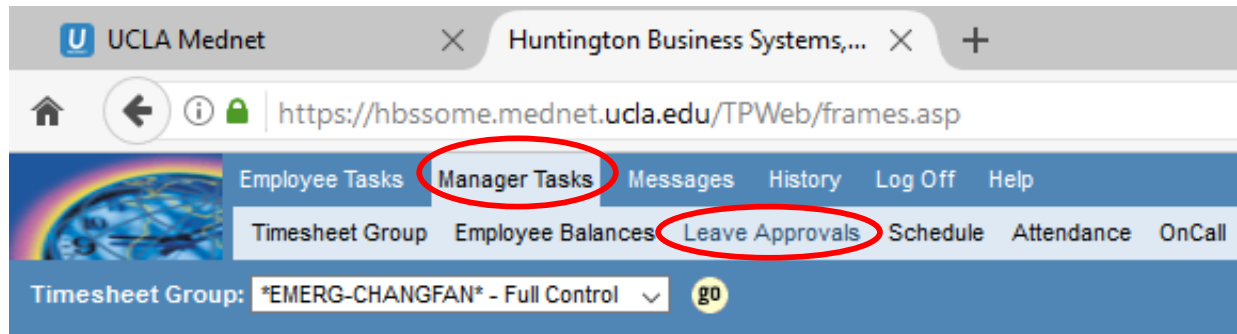 U UCLA Mednet Huntington Business Systems,...
https://hbssome.mednet.ucla.edu/TPWeb/frames.asp
Employee Tasks Manager Tasks Messages History Log Off Help
Timesheet Group Employee Balances Leave Approvals Schedule Attendance OnCall
Timesheet Group: *EMERG-CHANGFAN* - Full Control go